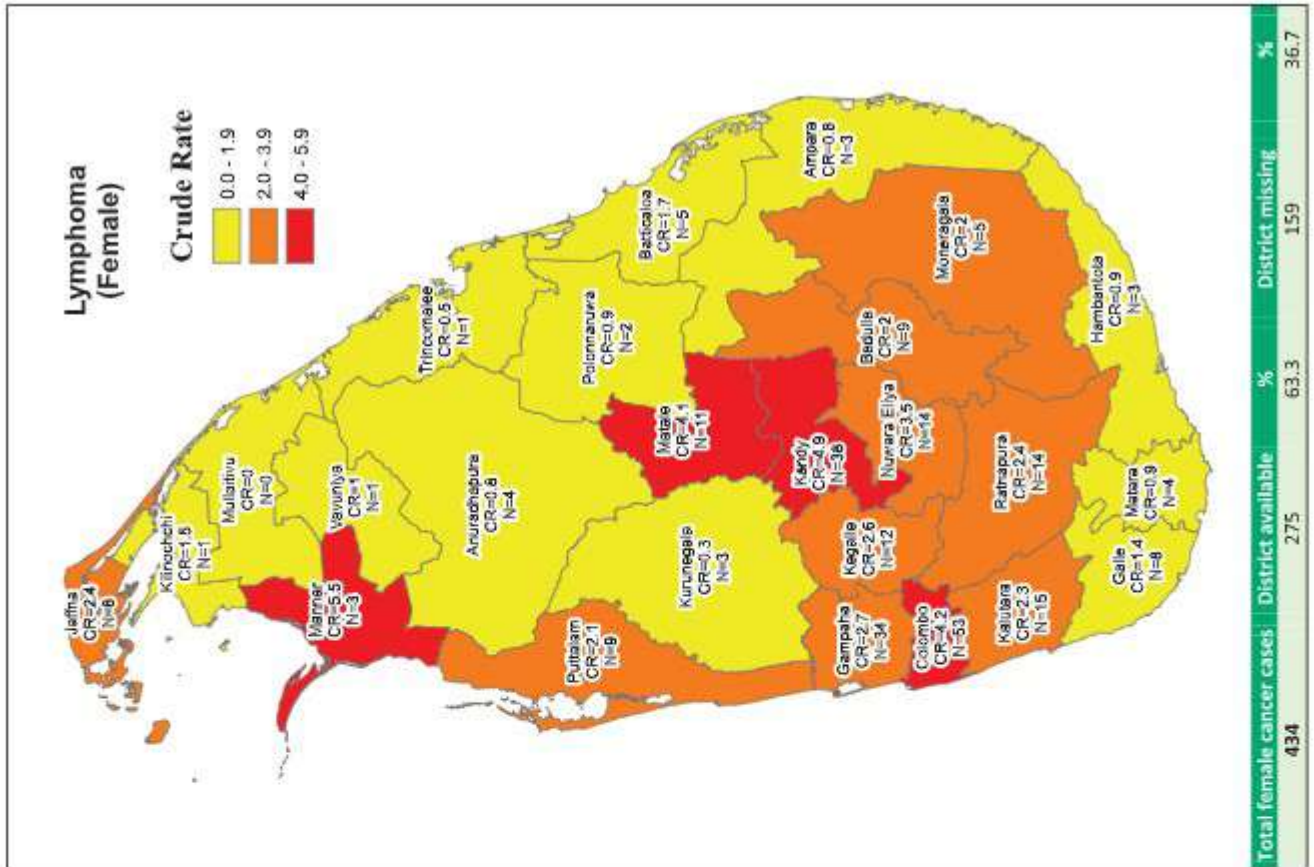 Lymphoma
(Female)
Crude Rate
0.0 - 1.9
2.0 - 3.9
4.0 - 5.9
Jaffna
CR=2.4
N=8
Kilinochchi
N=1
Mullaitivu
CR=0
N=0
Vavuniya
CR=1
N=1
Mannar
CR=5.5
N=3
Anuradhapura
CR=0.8
N=4
Trincomalee
CR=0.5
N=1
Polonnaruwa
CR=0.9
N=2
Batticaloa
CR=1.7
N=5
Puttalam
CR=2.1
N=9
Kurunegala
CR=0.3
N=3
Matale
CR=4.1
N=11
Kandy
CR=4.9
N=38
Ampara
CR=0.8
N=3
Gampaha
CR=2.7
N=34
Kegalle
CR=2.6
N=12
Nuwara Eliya
CR=3.5
N=14
Badulla
CR=2
N=9
Moneragala
CR=2
N=5
Colombo
CR=4.2
N=53
Kalutara
CR=2.3
N=15
Ratnapura
CR=2.4
N=14
Galle
CR=1.4
N=8
Matara
CR=0.9
N=4
Hambantota
CR=0.9
N=3
Total female cancer cases District available % District missing %
434 275 63.3 159 36.7